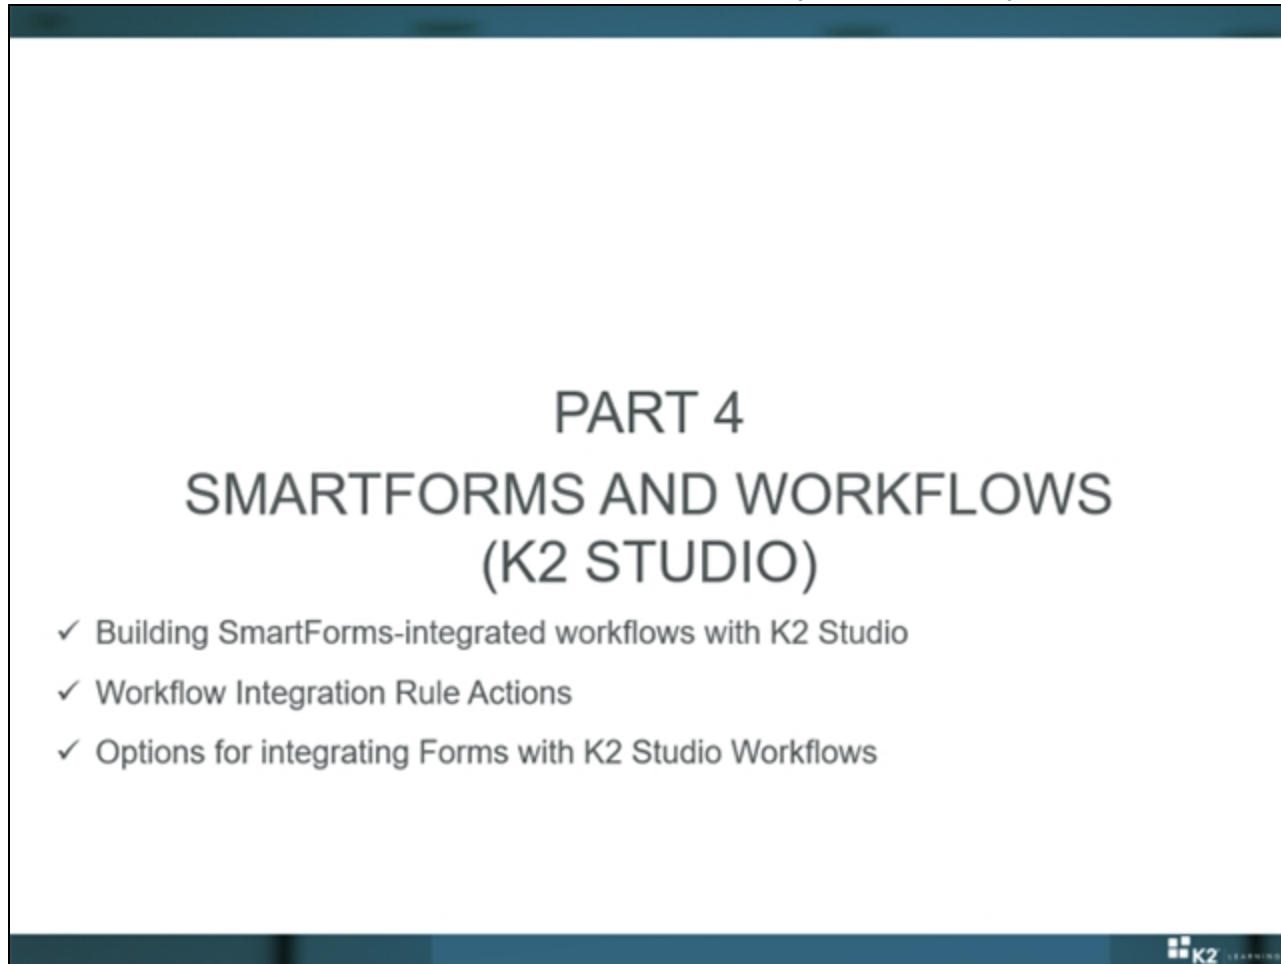 PART 4
SMARTFORMS AND WORKFLOWS
(K2 STUDIO)
✓ Building SmartForms-integrated workflows with K2 Studio
✓ Workflow Integration Rule Actions
✓ Options for integrating Forms with K2 Studio Workflows
K2 LEARNING